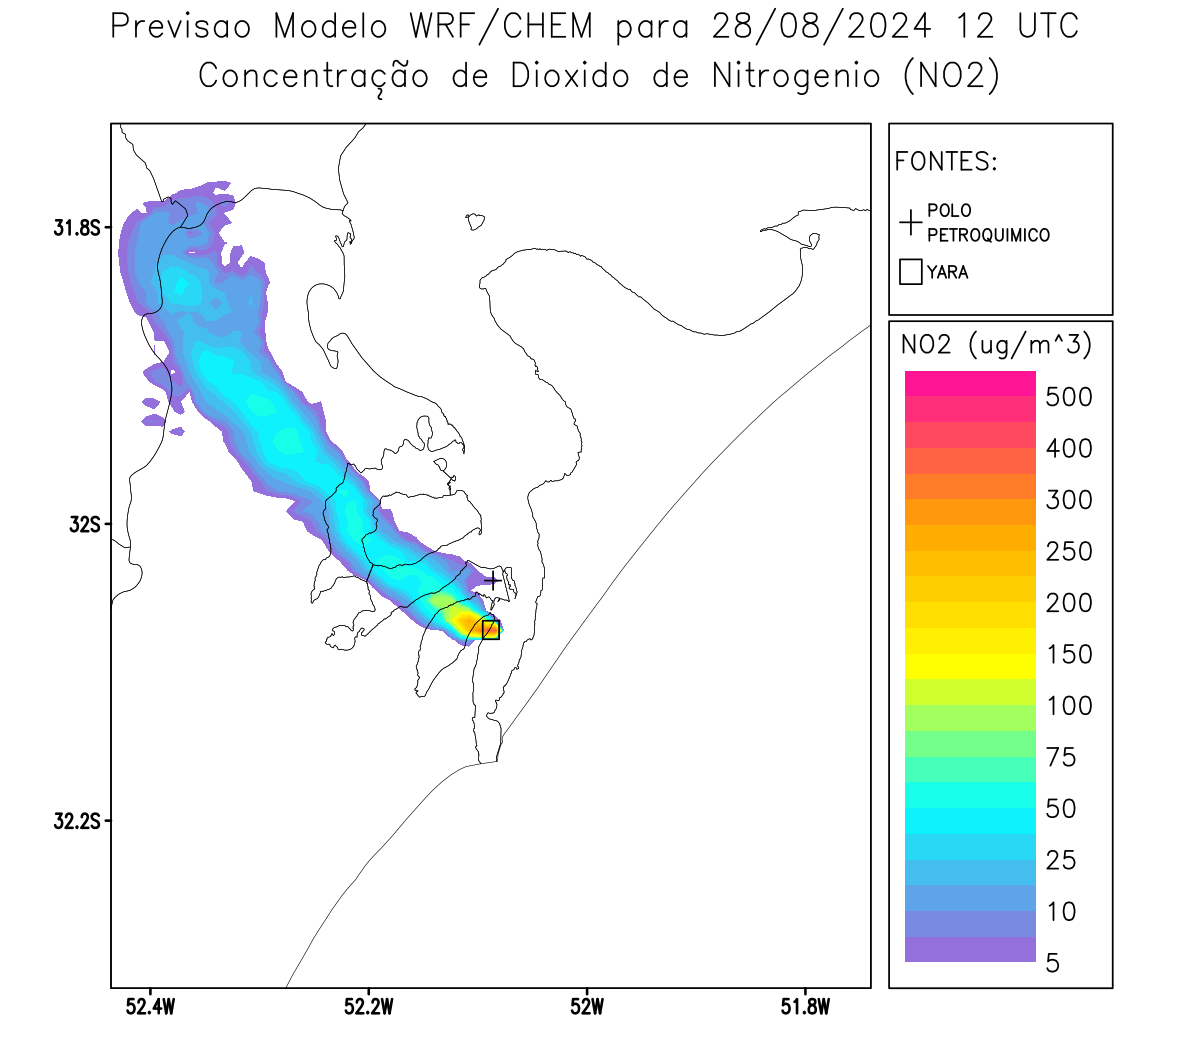 Previsao Modelo WRF/CHEM para 28/08/2024 12 UTC
Concentração de Dioxido de Nitrogenio (NO2)
FONTES:
POLO
PETROQUIMICO
YARA
NO2 (ug/m^3)
500
400
300
250
200
150
100
75
50
25
10
5
31.8S
32S
32.2S
52.4W
52.2W
52W
51.8W